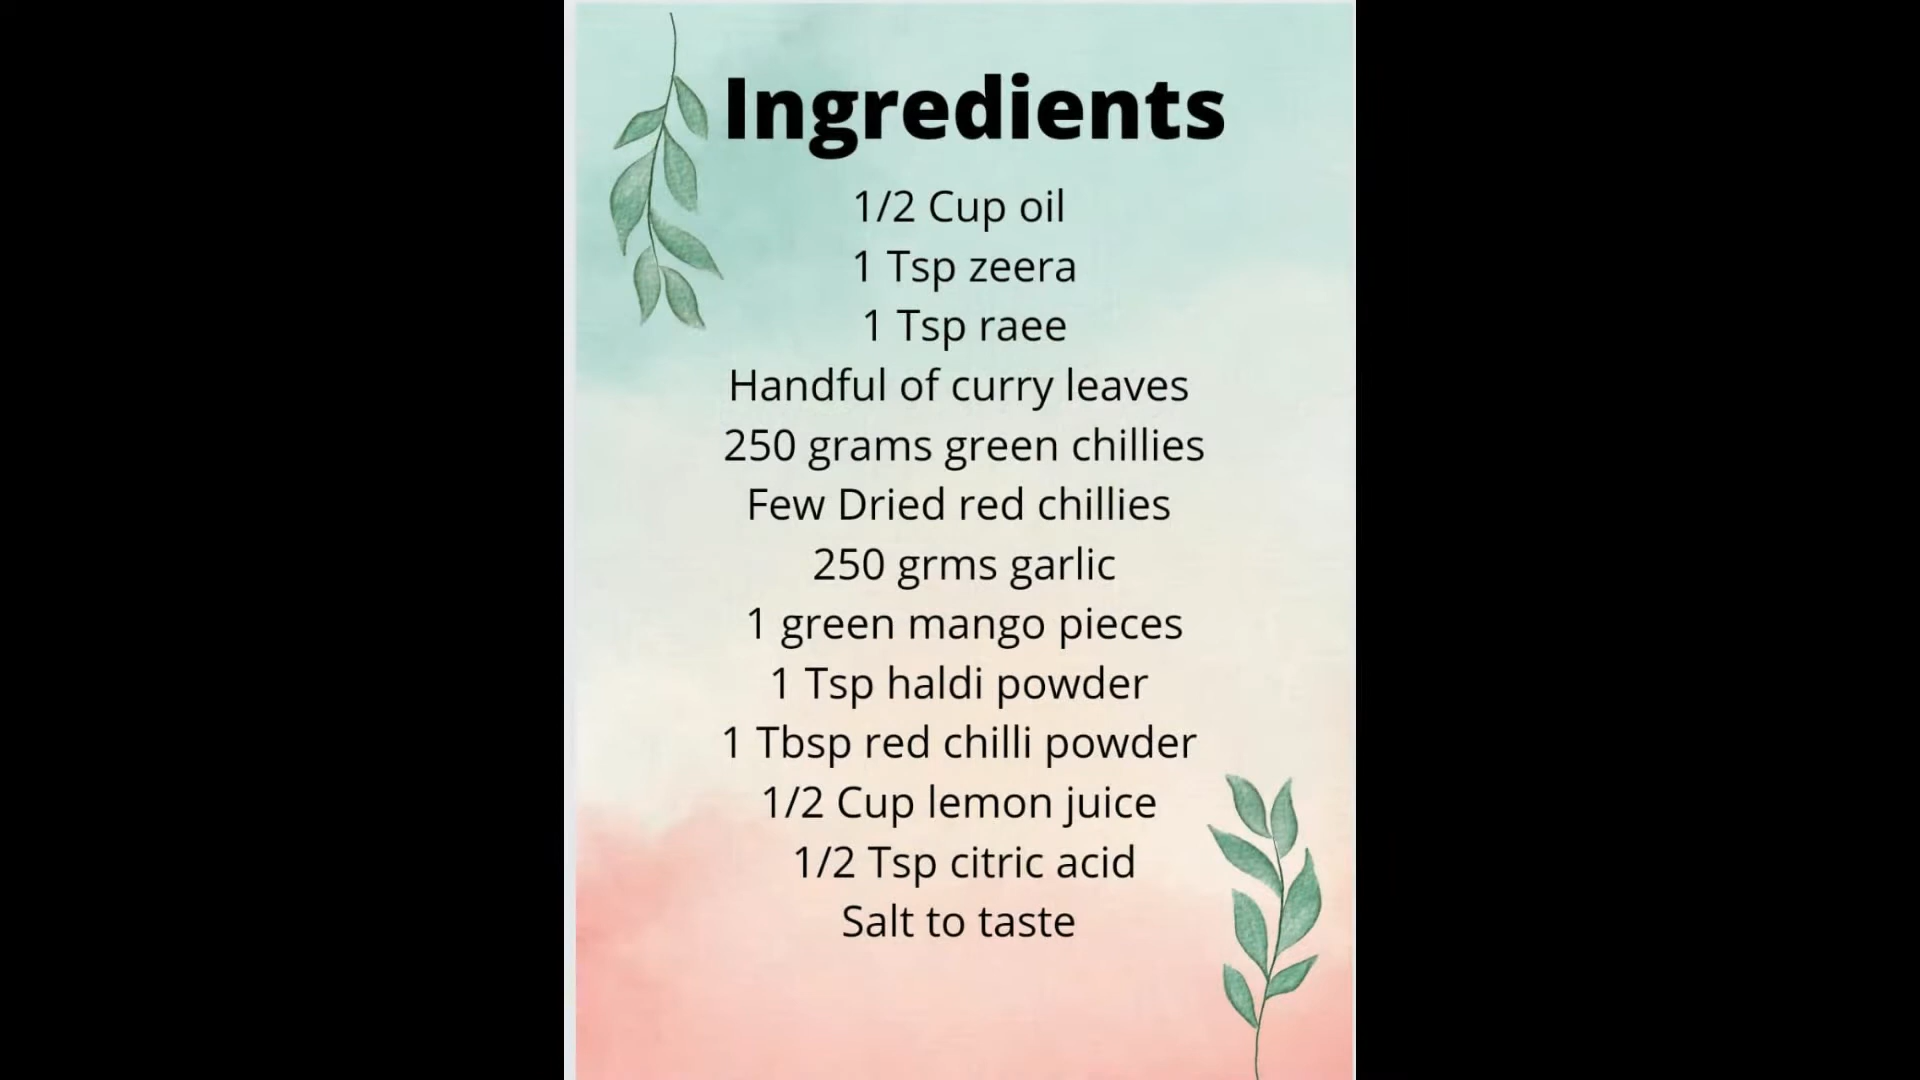 Ingredients
1/2 Cup oil
1 Tsp zeera
1 Tsp raee
Handful of curry leaves
250 grams green chillies
Few Dried red chillies
250 grms garlic
1 green mango pieces
1 Tsp haldi powder
1 Tbsp red chilli powder
1/2 Cup lemon juice
1/2 Tsp citric acid
Salt to taste